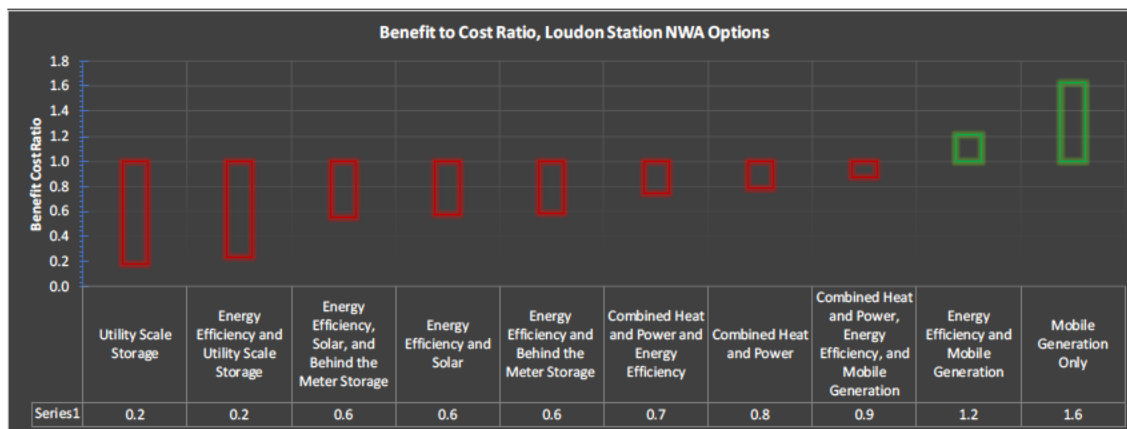 Benefit to Cost Ratio, Loudon Station NWA Options
Benefit Cost Ratio
1.8
1.6
1.4
1.2
1.0
0.8
0.6
0.4
0.2
0.0
Utility Scale
Storage
Energy
Efficiency and
Utility Scale
Storage
Energy
Efficiency,
Solar, and
Behind the
Meter Storage
Energy
Efficiency and
Solar
Energy
Efficiency and
Behind the
Meter Storage
Combined Heat
and Power and
Energy
Efficiency
Combined Heat
and Power
Combined Heat
and Power,
Energy
Efficiency, and
Mobile
Generation
Energy
Efficiency and
Mobile
Generation
Mobile
Generation
Only
Series1 0.2 0.2 0.6 0.6 0.6 0.7 0.8 0.9 1.2 1.6